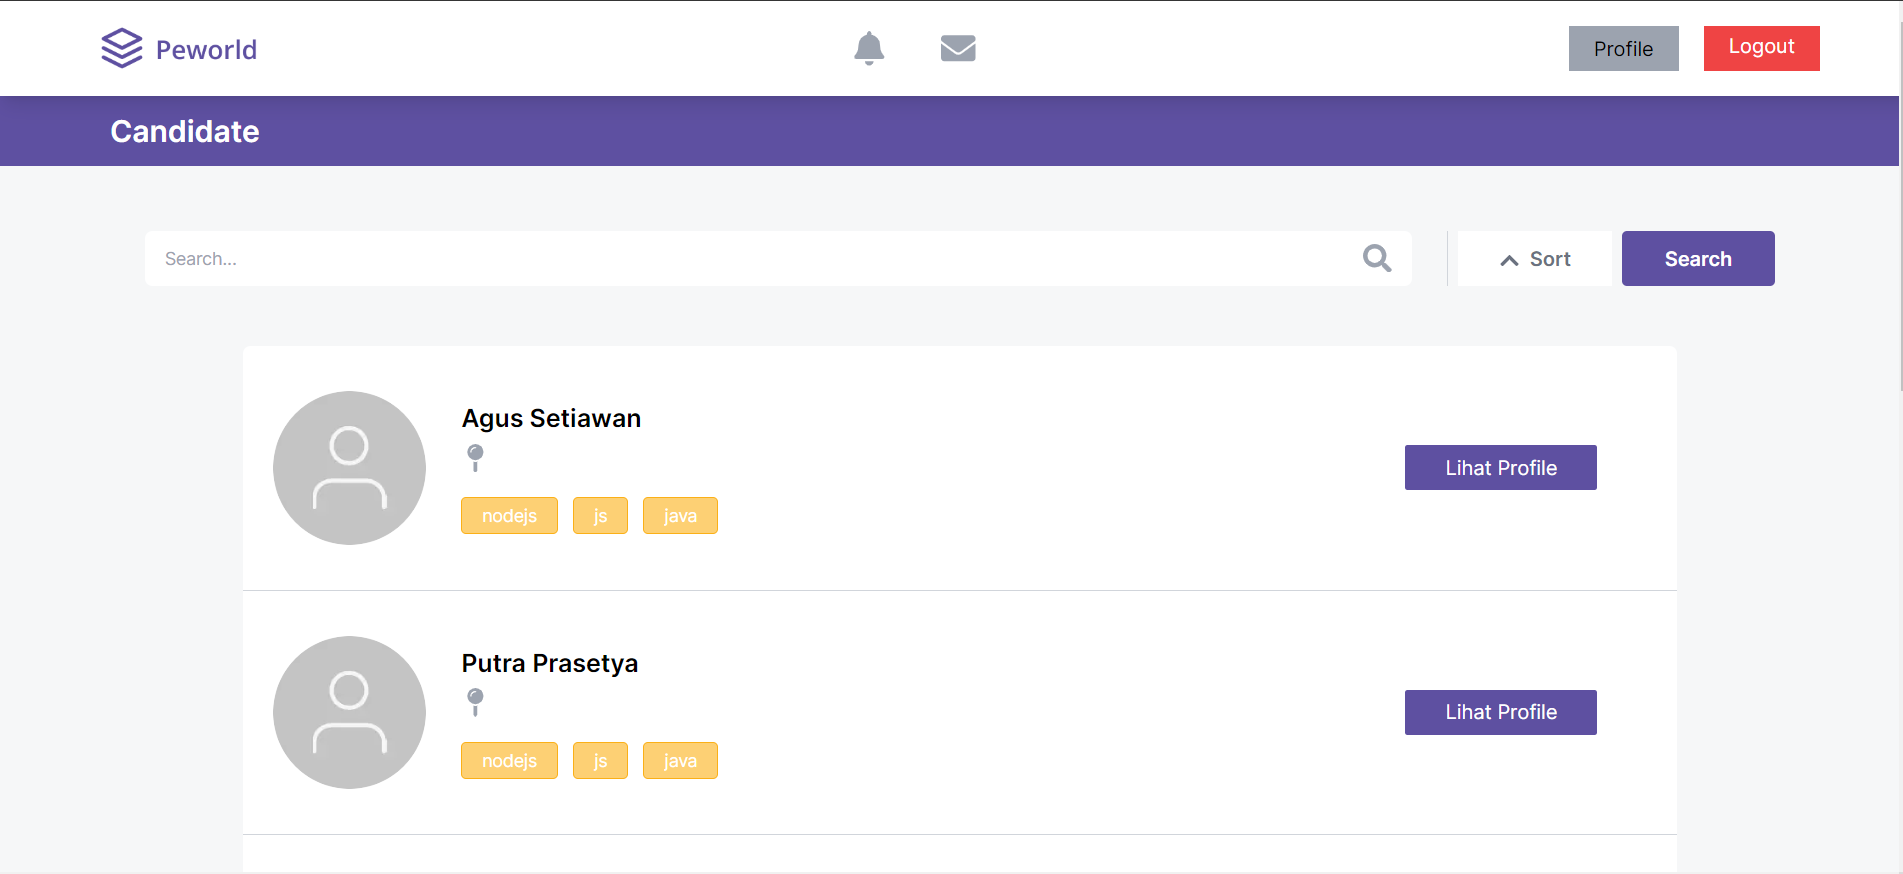 Peworld
Profile
Logout
Candidate
Search...
Sort
Search
Agus Setiawan
nodejs js java
Lihat Profile
Putra Prasetya
nodejs js java
Lihat Profile